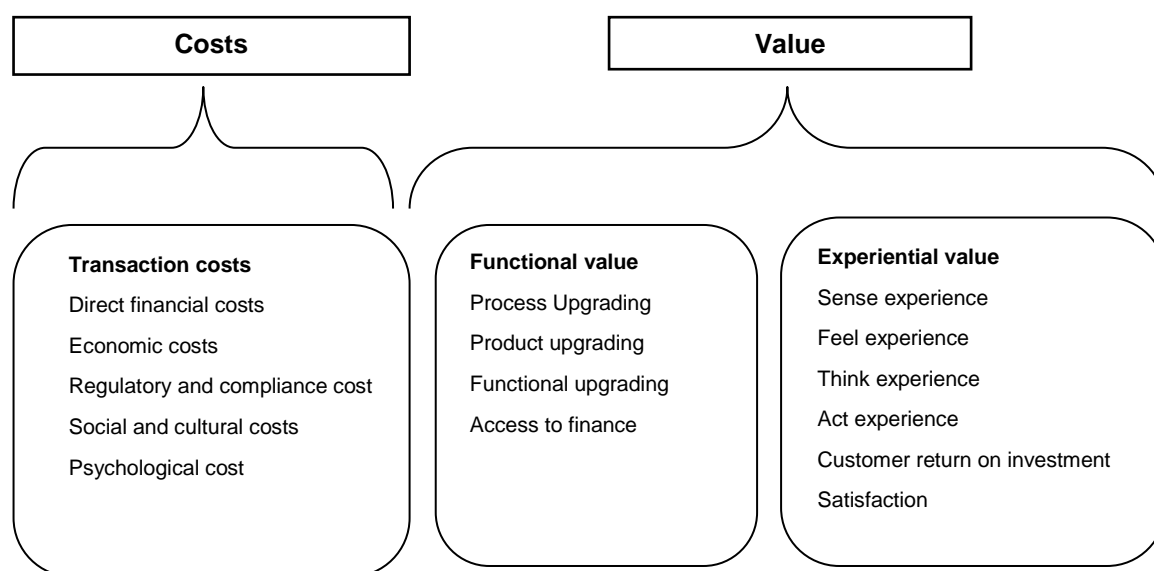 Costs
Value
Transaction costs
Direct financial costs
Economic costs
Regulatory and compliance cost
Social and cultural costs
Psychological cost
Functional value
Process Upgrading
Product upgrading
Functional upgrading
Access to finance
Experiential value
Sense experience
Feel experience
Think experience
Act experience
Customer return on investment
Satisfaction